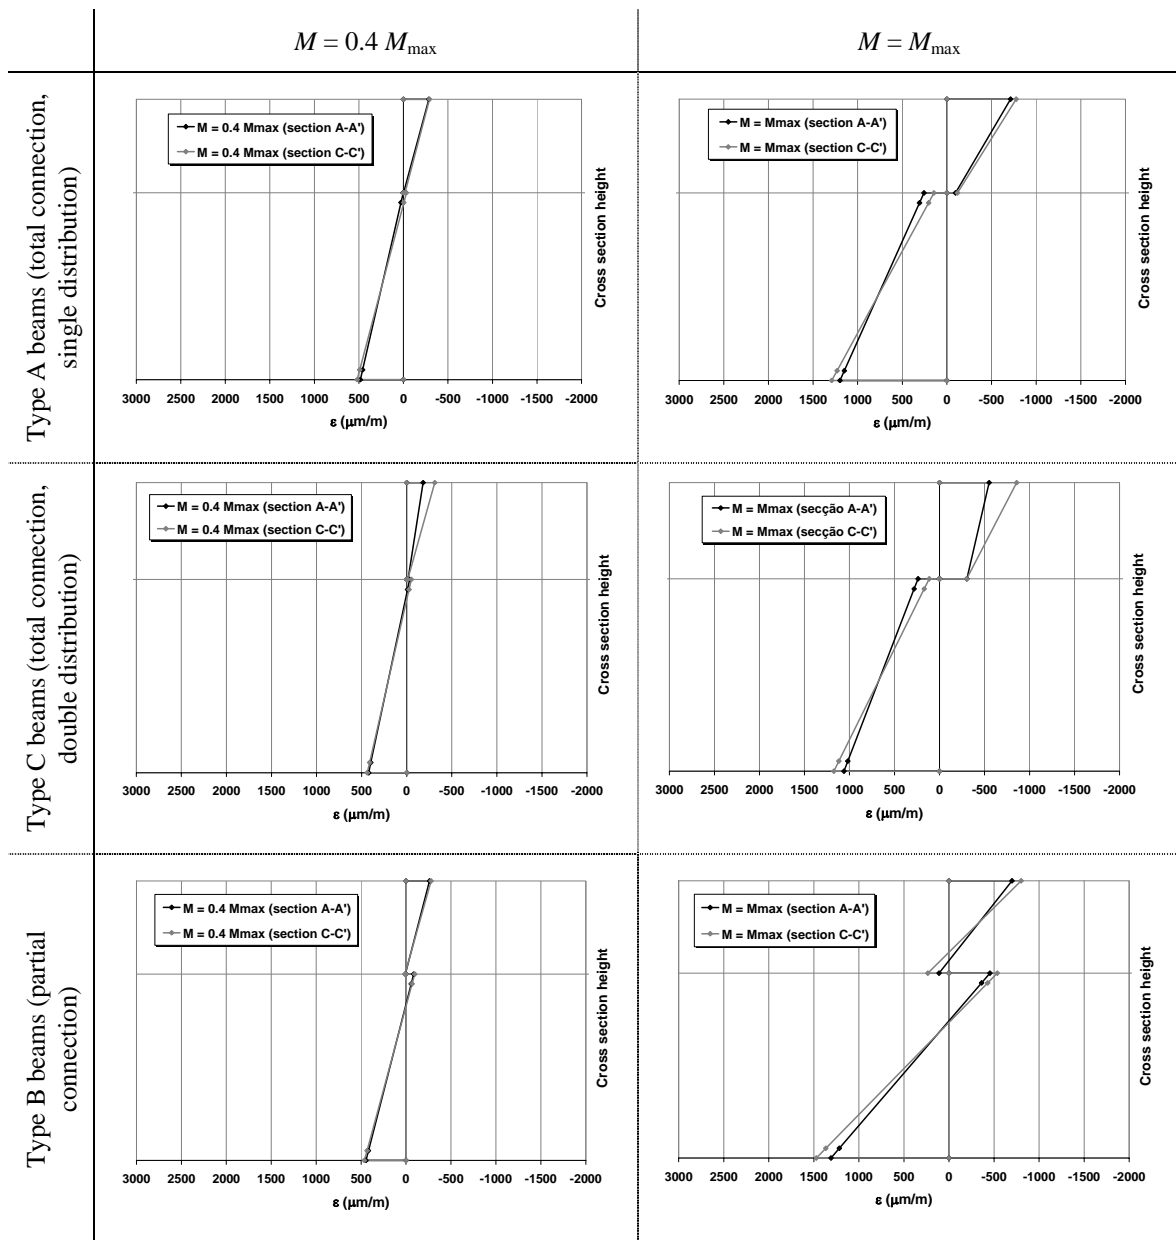 M = 0.4 Mmax
M = Mmax
Type A beams (total connection,
single distribution)
M = 0.4 Mmax (section A-A')
M = 0.4 Mmax (section C-C')
Cross section height
3000 2500 2000 1500 1000 500 0 -500 -1000 -1500 -2000
ε (μm/m)
M = Mmax (section A-A')
M = Mmax (section C-C')
Cross section height
3000 2500 2000 1500 1000 500 0 -500 -1000 -1500 -2000
ε (μm/m)
Type C beams (total connection,
double distribution)
M = 0.4 Mmax (section A-A')
M = 0.4 Mmax (section C-C')
Cross section height
3000 2500 2000 1500 1000 500 0 -500 -1000 -1500 -2000
ε (μm/m)
M = Mmax (secção A-A')
M = Mmax (secção C-C')
Cross section height
3000 2500 2000 1500 1000 500 0 -500 -1000 -1500 -2000
ε (μm/m)
Type B beams (partial
connection)
M = 0.4 Mmax (section A-A')
M = 0.4 Mmax (section C-C')
Cross section height
3000 2500 2000 1500 1000 500 0 -500 -1000 -1500 -2000
ε (μm/m)
M = Mmax (section A-A')
M = Mmax (section C-C')
Cross section height
3000 2500 2000 1500 1000 500 0 -500 -1000 -1500 -2000
ε (μm/m)